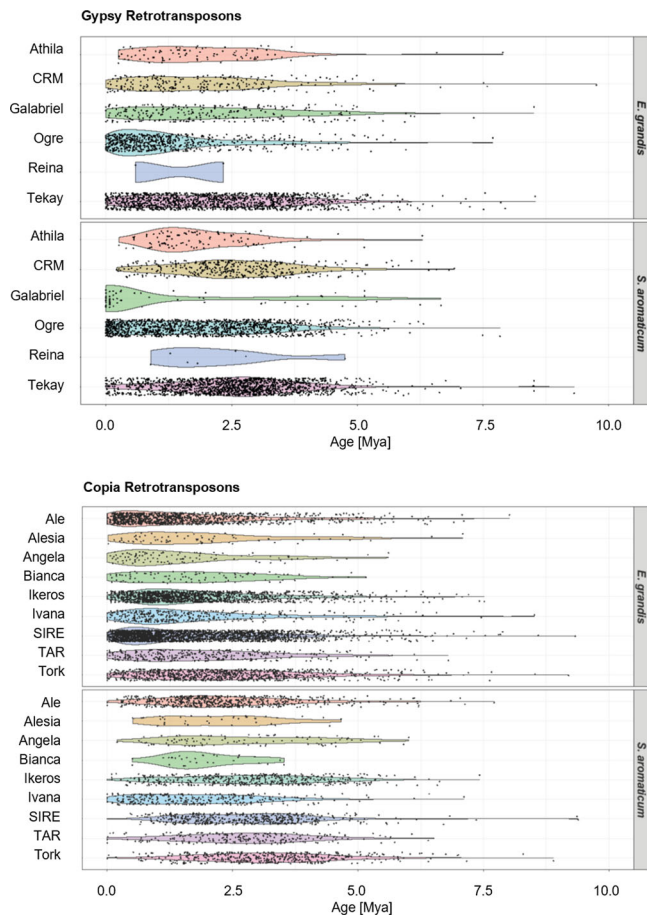 Gypsy Retrotransposons
Athila
CRM
Galabriel
Ogre
Reina
Tekay
E. grandis
Athila
CRM
Galabriel
Ogre
Reina
Tekay
S. aromaticum
0.0 2.5 5.0 7.5 10.0
Age [Mya]
Copia Retrotransposons
Ale
Alesia
Angela
Bianca
Ikeros
Ivana
SIRE
TAR
Tork
E. grandis
Ale
Alesia
Angela
Bianca
Ikeros
Ivana
SIRE
TAR
Tork
S. aromaticum
0.0 2.5 5.0 7.5 10.0
Age [Mya]